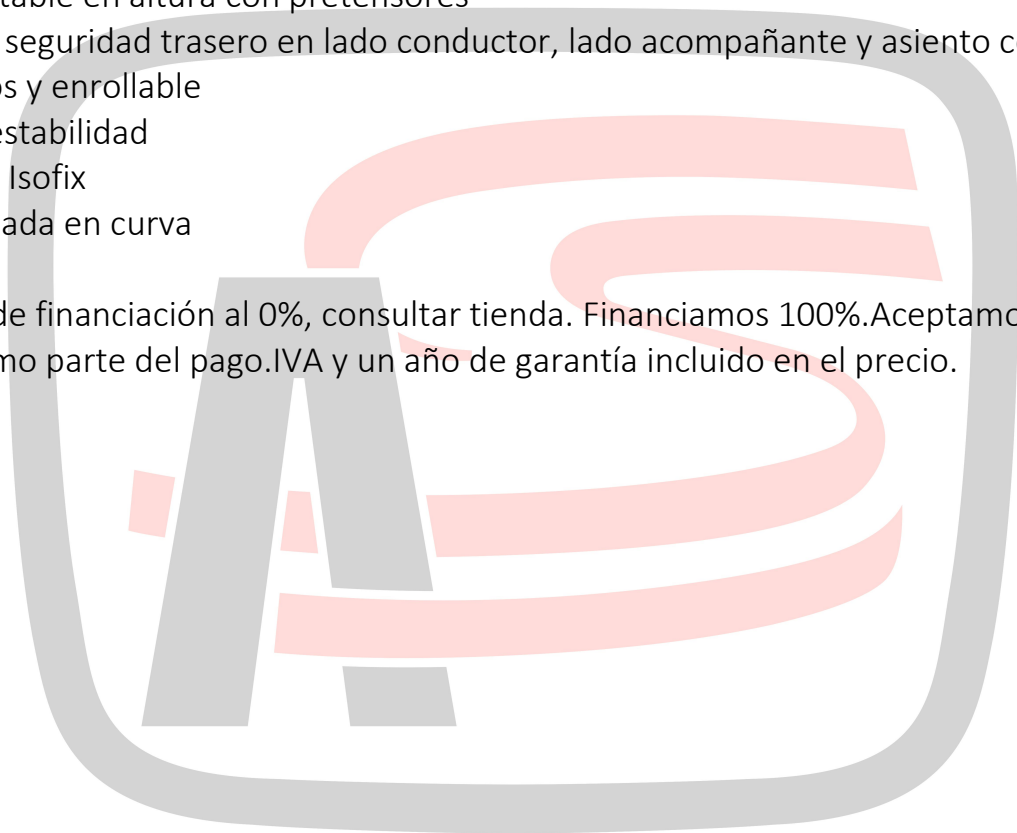 table en altura con pretensores
seguridad trasero en lado conductor, lado acompañante y asiento
os y enrollable
estabilidad
Isofix
ada en curva
de financiación al 0%, consultar tienda. Financiamos 100%.Aceptamo
mo parte del pago.IVA y un año de garantía incluido en el precio.